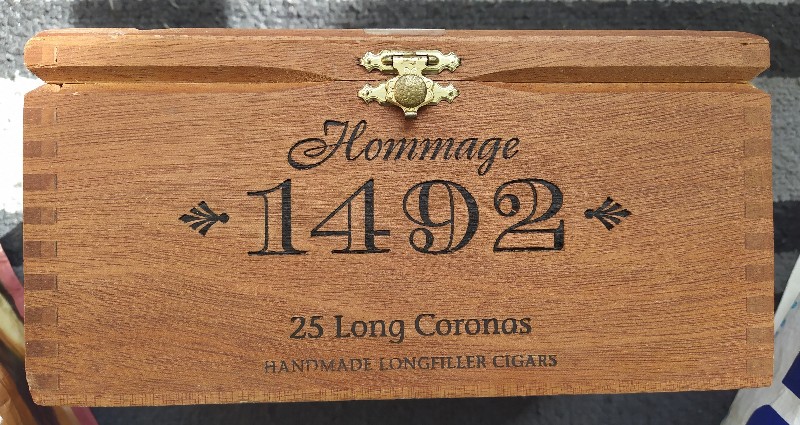 Hommage
1492
25 Long Coronas
HANDMADE LONGFILLER CIGARS